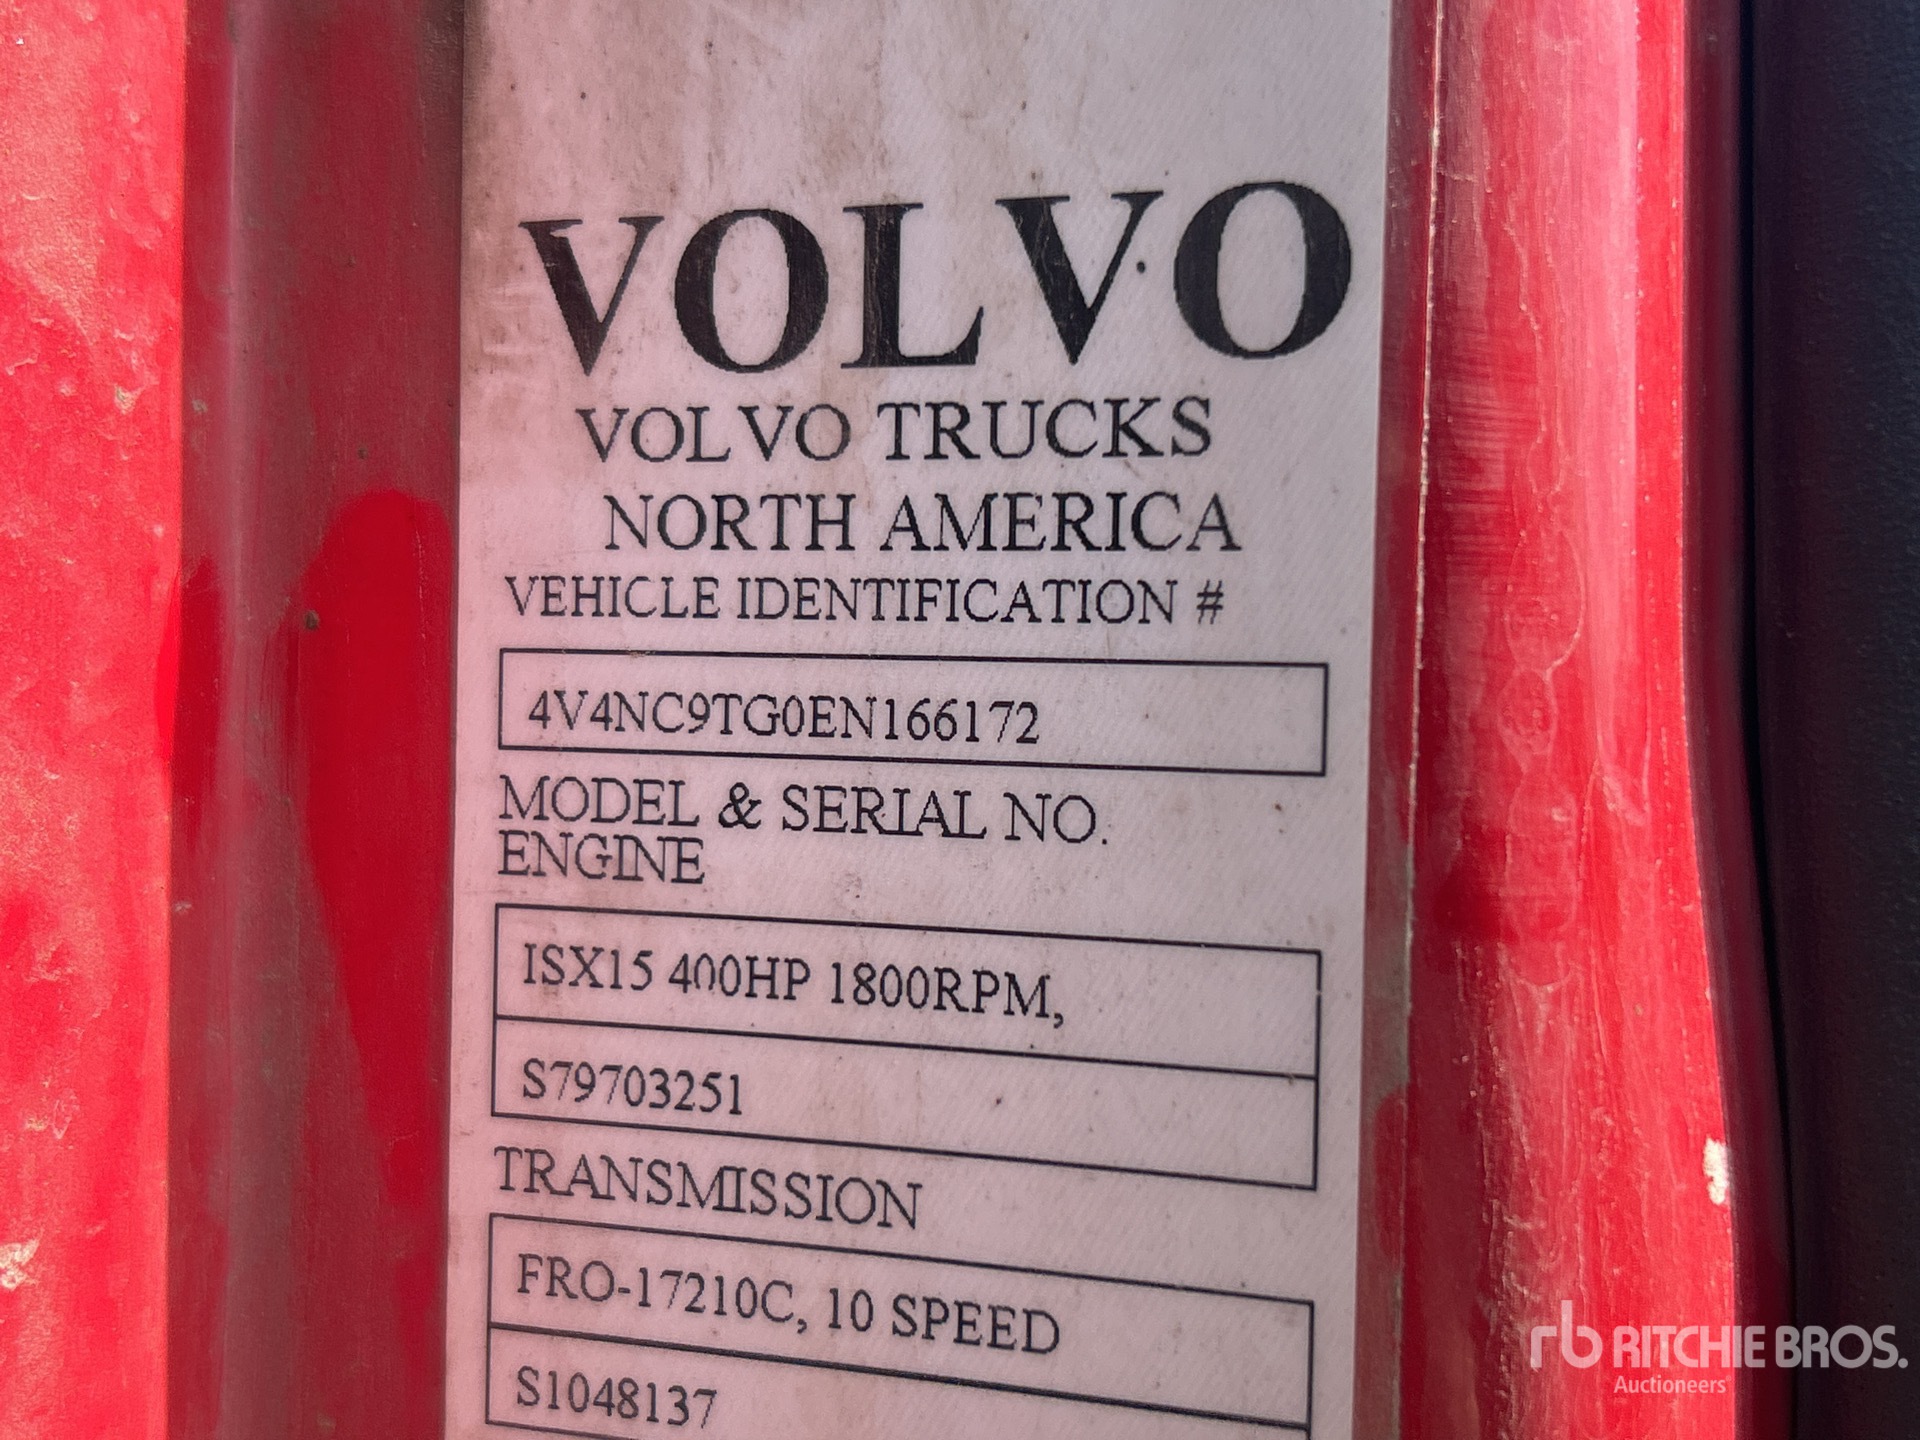 VOLVO
VOLVO TRUCKS
NORTH AMERICA
VEHICLE IDENTIFICATION #
4V4NC9TG0EN166172
MODEL & SERIAL NO.
ENGINE
ISX15 400HP 1800RPM,
S79703251
TRANSMISSION
FRO-17210C, 10 SPEED
S1048137
rb RITCHIE BROS.
Auctioneers